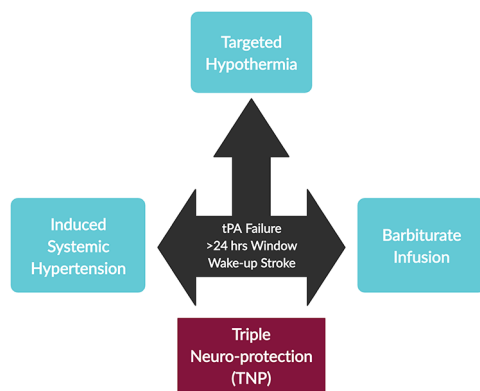 Targeted
Hypothermia
Induced
Systemic
Hypertension
tPA Failure
>24 hrs Window
Wake-up Stroke
Barbiturate
Infusion
Triple
Neuro-protection
(TNP)